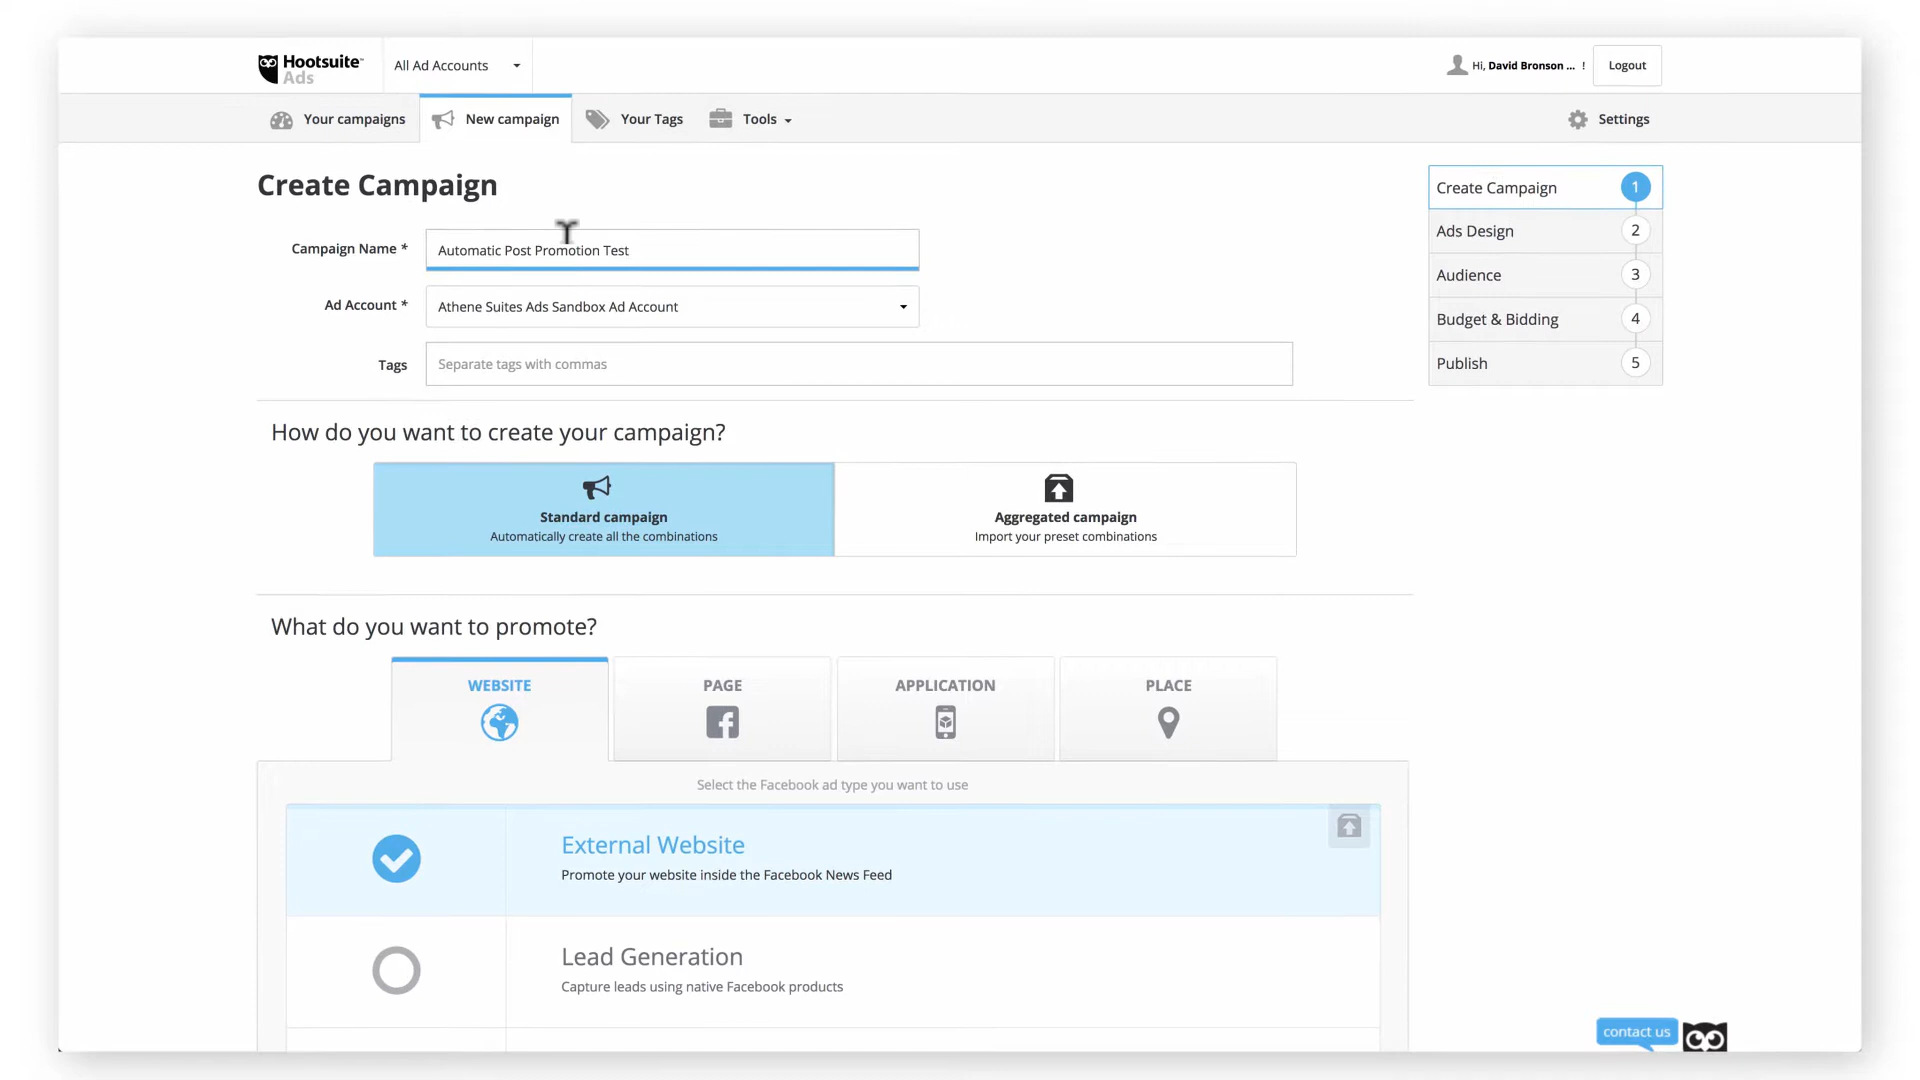 Hootsuite™
Ads
All Ad Accounts
Hi, David Bronson ... !
Logout
Your campaigns
New campaign
Your Tags
Tools
Settings
Create Campaign
Campaign Name *
Automatic Post Promotion Test
Ad Account *
Athene Suites Ads Sandbox Ad Account
Tags
Separate tags with commas
Create Campaign 1
Ads Design 2
Audience 3
Budget & Bidding 4
Publish 5
How do you want to create your campaign?
Standard campaign
Automatically create all the combinations
Aggregated campaign
Import your preset combinations
What do you want to promote?
WEBSITE
PAGE
APPLICATION
PLACE
Select the Facebook ad type you want to use
External Website
Promote your website inside the Facebook News Feed
Lead Generation
Capture leads using native Facebook products
contact us